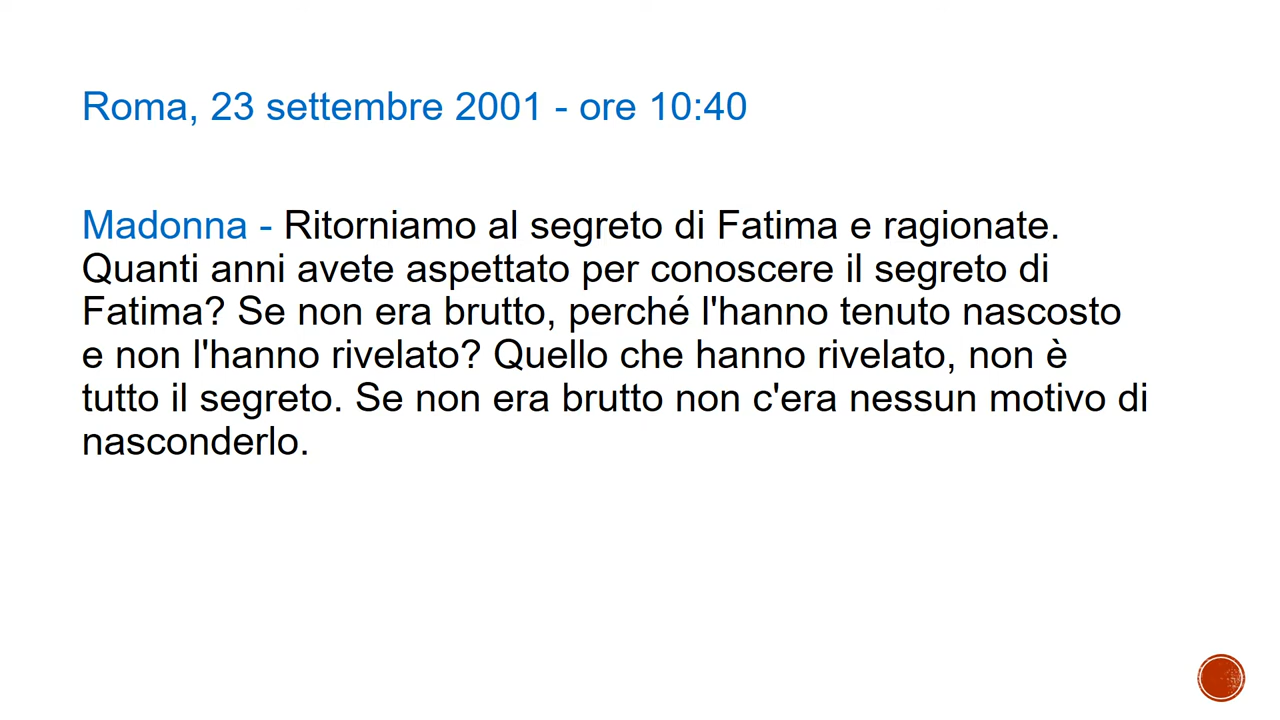 Roma, 23 settembre 2001 - ore 10:40
Madonna - Ritorniamo al segreto di Fatima e ragionate.
Quanti anni avete aspettato per conoscere il segreto di
Fatima? Se non era brutto, perché l'hanno tenuto nascosto
e non l'hanno rivelato? Quello che hanno rivelato, non è
tutto il segreto. Se non era brutto non c'era nessun motivo di
nasconderlo.